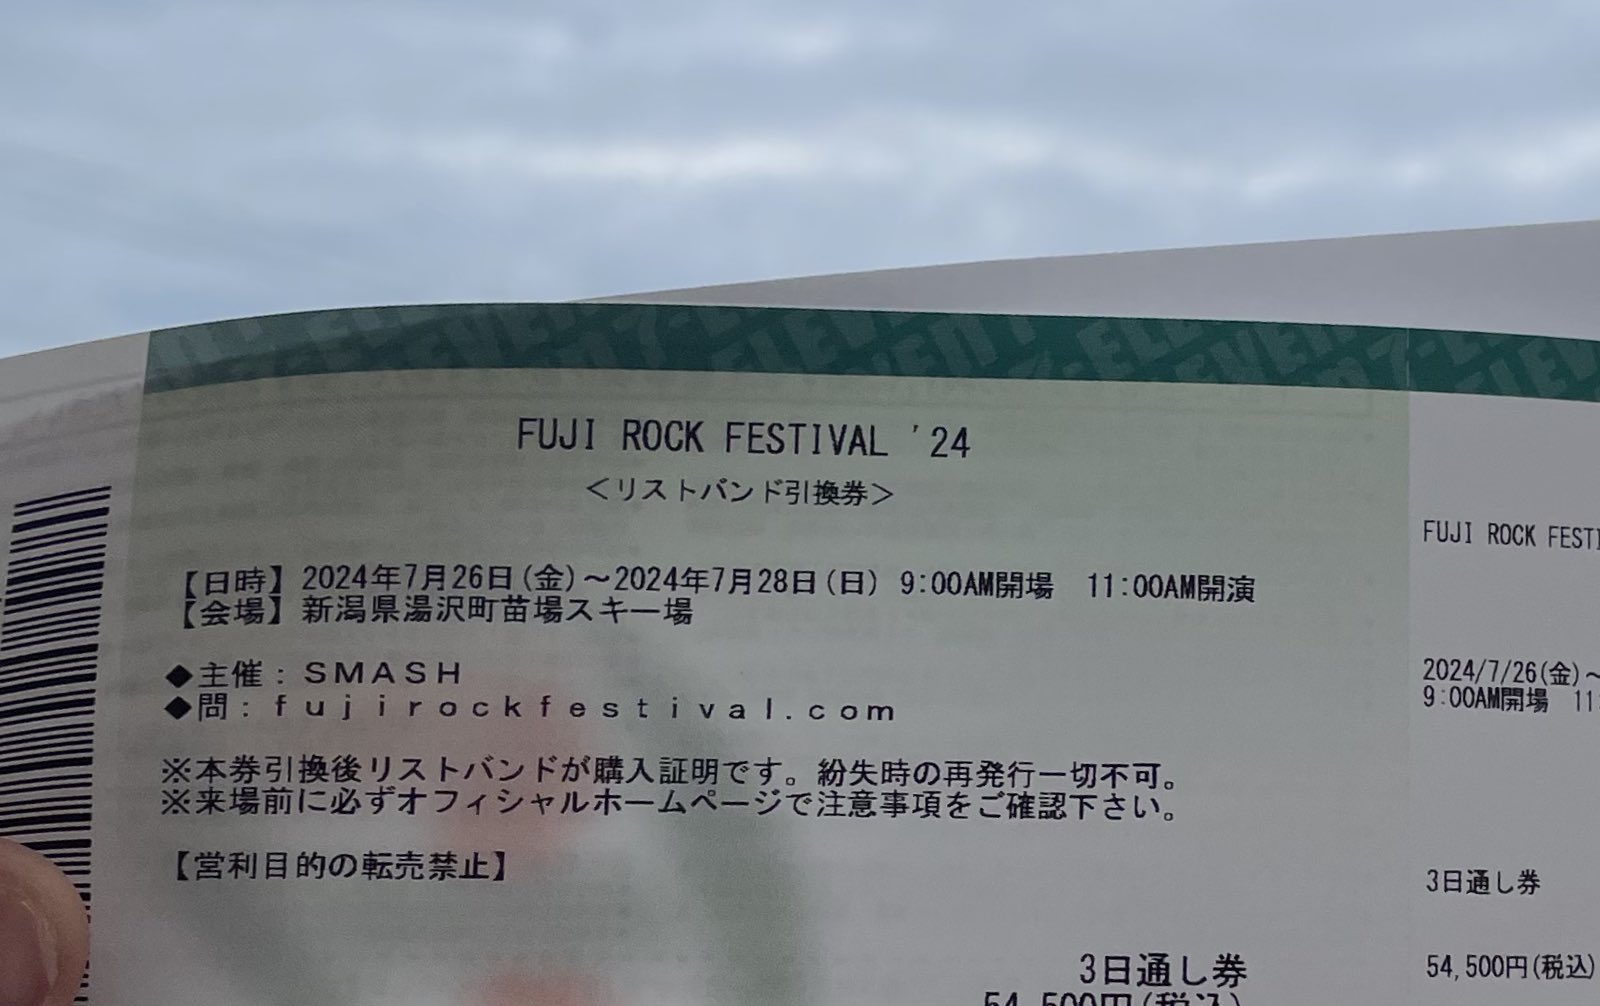 FUJI ROCK FESTIVAL '24
＜リストバンド引換券＞
【日時】2024年7月26日(金)～2024年7月28日(日) 9:00AM開場 11:00AM開演
【会場】新潟県湯沢町苗場スキー場
◆主催：ＳＭＡＳＨ
◆問：ｆｕｊｉｒｏｃｋｆｅｓｔｉｖａｌ．ｃｏｍ
※本券引換後リストバンドが購入証明です。紛失時の再発行一切不可。
※来場前に必ずオフィシャルホームページで注意事項をご確認下さい。
【営利目的の転売禁止】
3日通し券
54,500円(税込)
FUJI ROCK
2024/7/26(金)～
9:00AM開場
3日通し券
54,500円(税込)